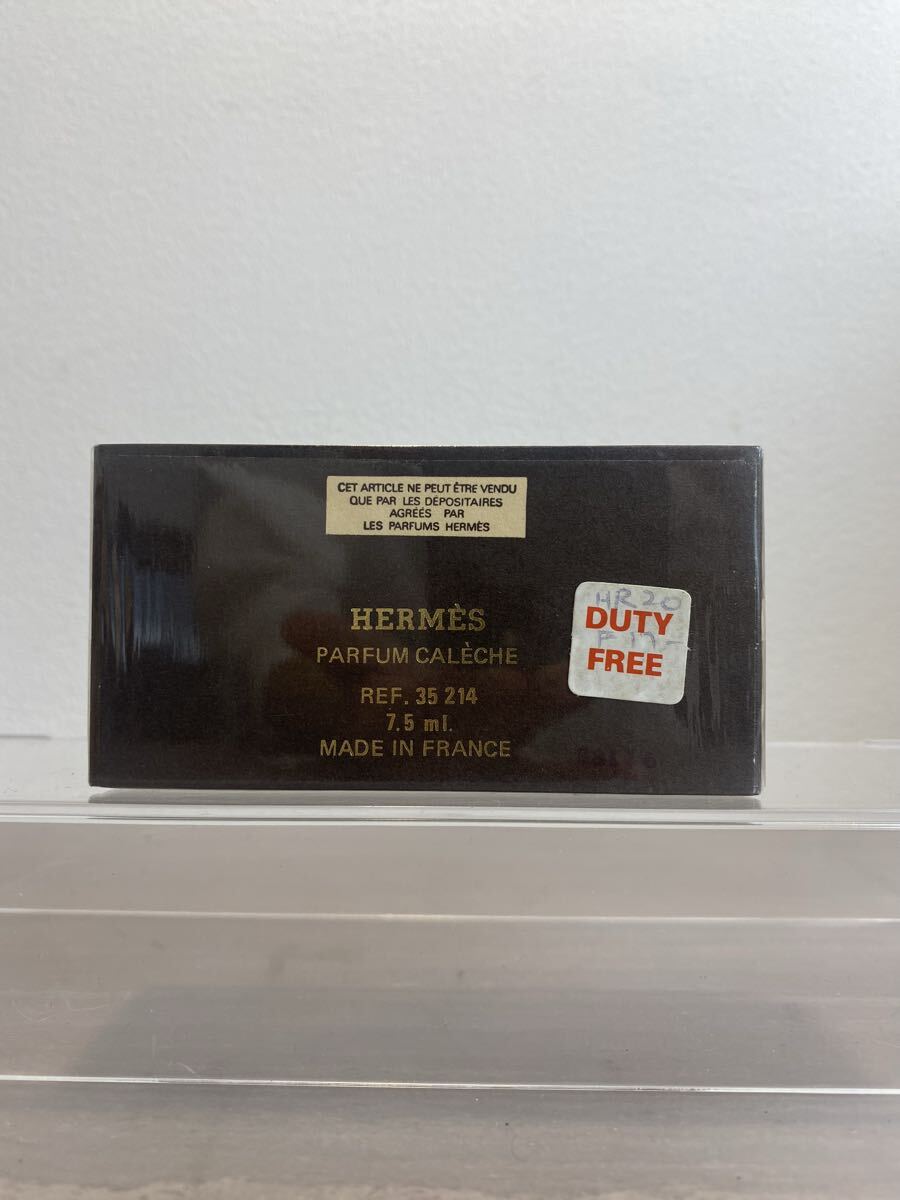 CET ARTICLE NE PEUT ÊTRE VENDU
QUE PAR LES DÉPOSITAIRES
AGRÉÉS PAR
LES PARFUMS HERMÈS
HERMÈS
PARFUM CALÈCHE
REF. 35 214
7.5 ml.
MADE IN FRANCE
HR20
DUTY
FREE